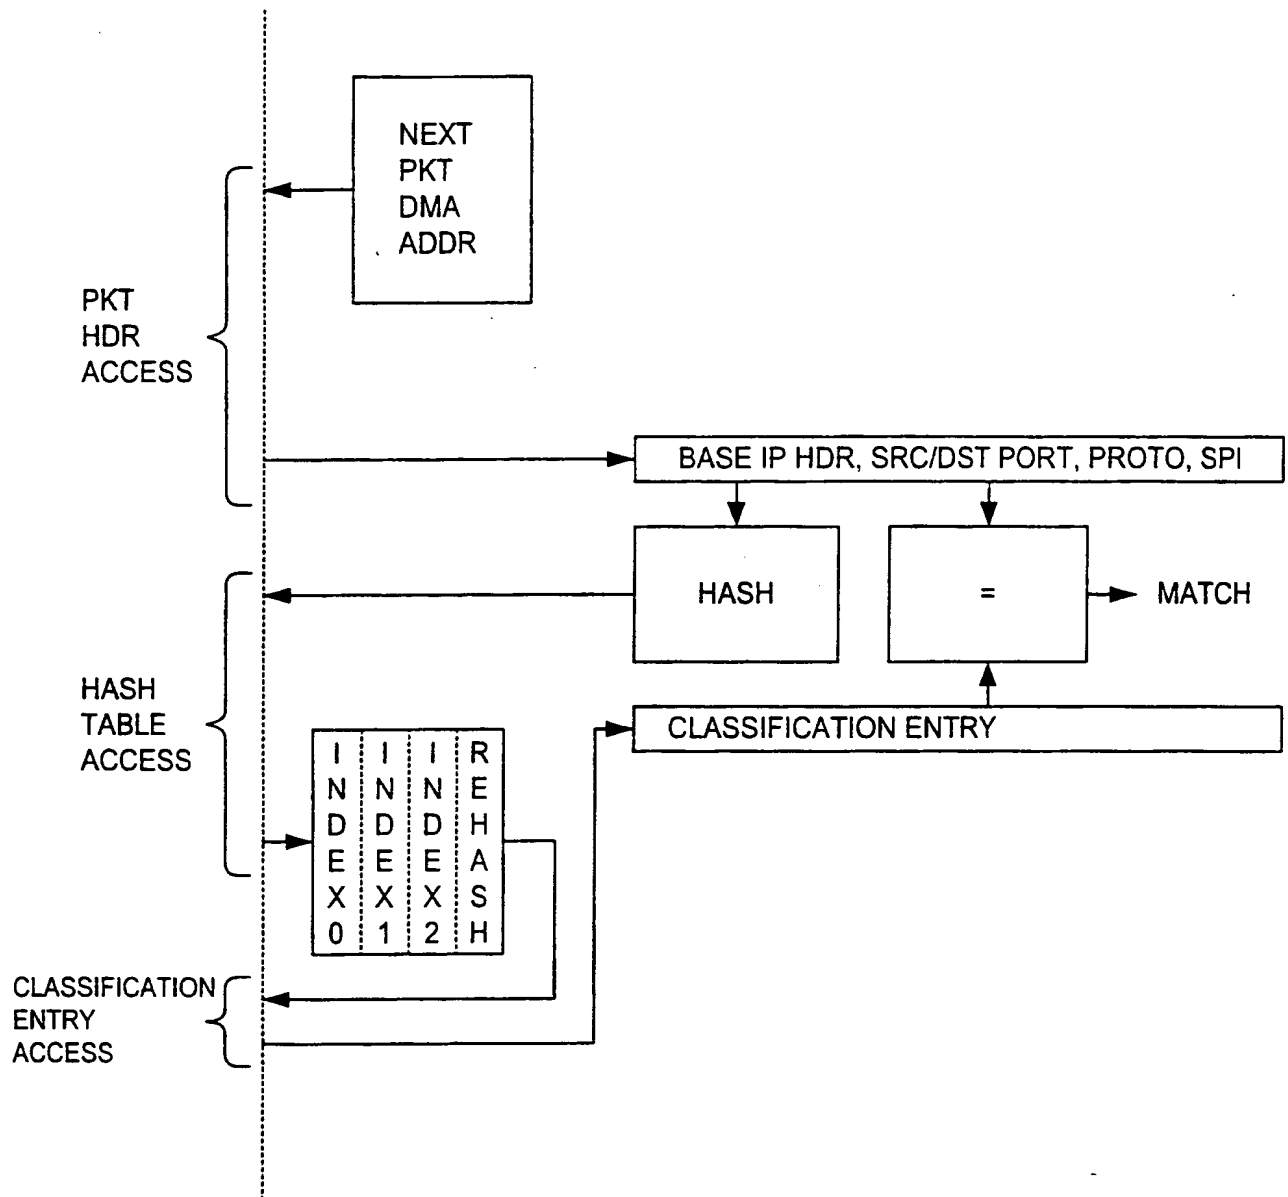 NEXT
PKT
DMA
ADDR
PKT
HDR
ACCESS
BASE IP HDR, SRC/DST PORT, PROTO, SPI
HASH
=
MATCH
HASH
TABLE
ACCESS
CLASSIFICATION ENTRY
INDEX0
INDEX1
INDEX2
REHASH
CLASSIFICATION
ENTRY
ACCESS